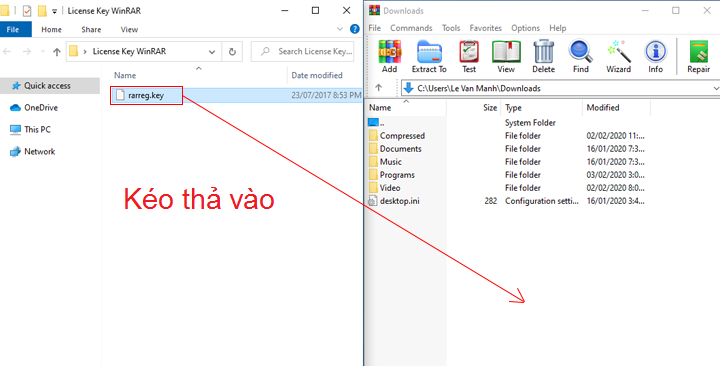 License Key WinRAR
File Home Share View
License Key WinRAR
Search License Key...
Quick access
OneDrive
This PC
Network
Name Date modified
rarreg.key 23/07/2017 8:53 PM
Kéo thả vào
Downloads
File Commands Tools Favorites Options Help
Add Extract To Test View Delete Find Wizard Info Repair
C:\Users\Le Van Manh\Downloads
Name Size Type Modified
.. System Folder
Compressed File folder 02/02/2020 11:...
Documents File folder 16/01/2020 7:3...
Music File folder 16/01/2020 7:3...
Programs File folder 03/02/2020 3:0...
Video File folder 02/02/2020 8:0...
desktop.ini 282 Configuration setti... 16/01/2020 3:4...